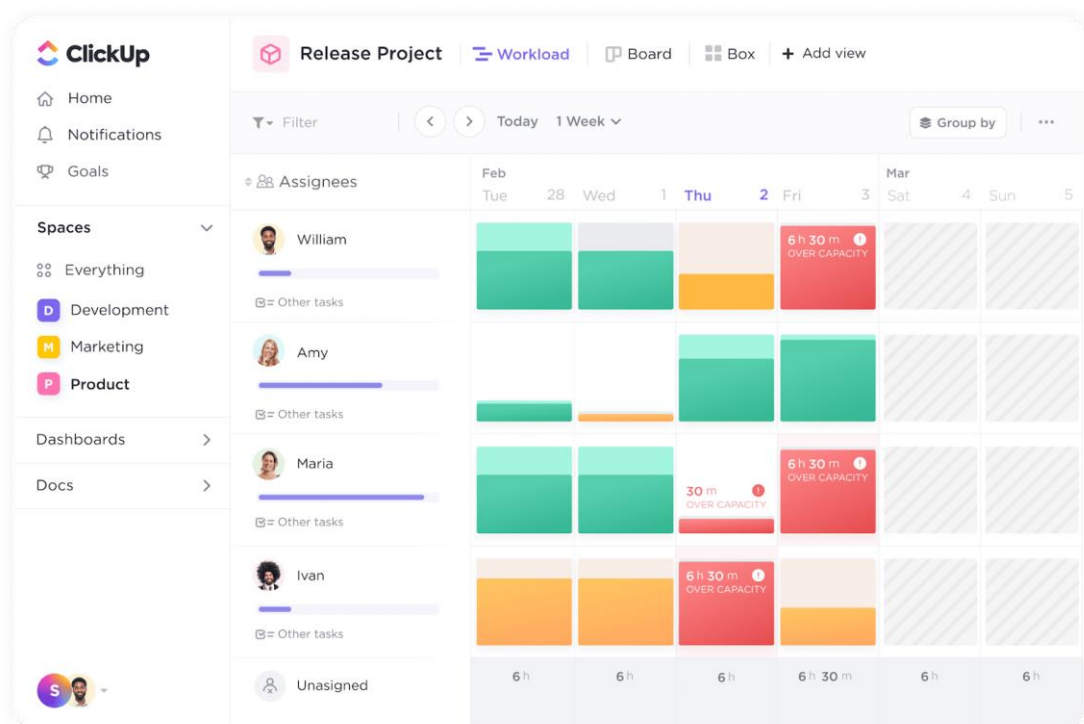 ClickUp
Home
Notifications
Goals
Spaces
Everything
D Development
M Marketing
P Product
Dashboards
Docs
S
Release Project Workload Board Box + Add view
Filter Today 1 Week Group by
Assignees
Feb Mar
Tue 28 Wed 1 Thu 2 Fri 3 Sat 4 Sun 5
William
6 h 30 m
OVER CAPACITY
Other tasks
Amy
Other tasks
Maria
6 h 30 m
OVER CAPACITY
30 m
OVER CAPACITY
Other tasks
Ivan
6 h 30 m
OVER CAPACITY
Other tasks
Unasigned 6 h 6 h 6 h 6 h 30 m 6 h 6 h